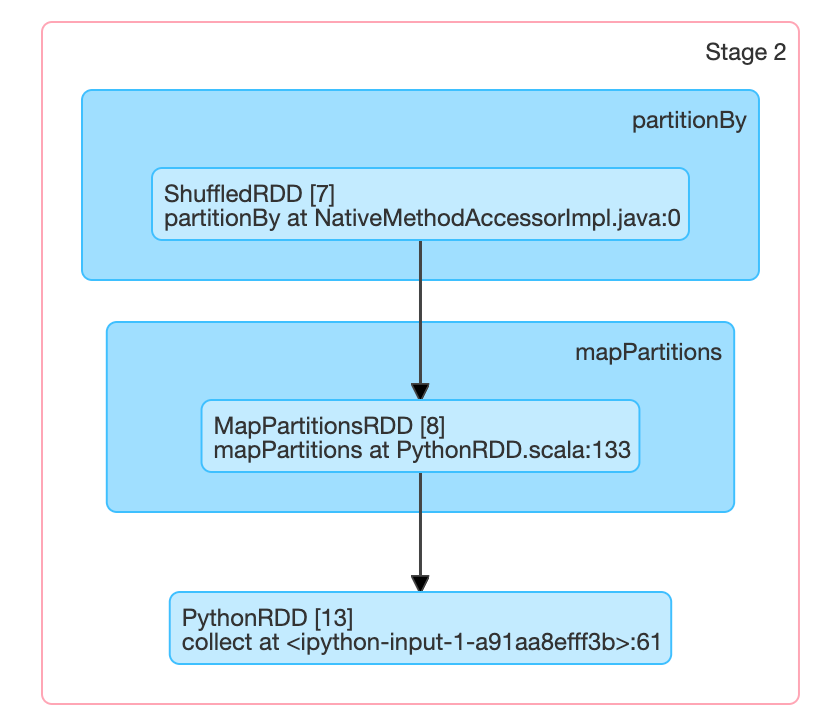 Stage 2
partitionBy
ShuffledRDD [7]
partitionBy at NativeMethodAccessorImpl.java:0
mapPartitions
MapPartitionsRDD [8]
mapPartitions at PythonRDD.scala:133
PythonRDD [13]
collect at <ipython-input-1-a91aa8efff3b>:61